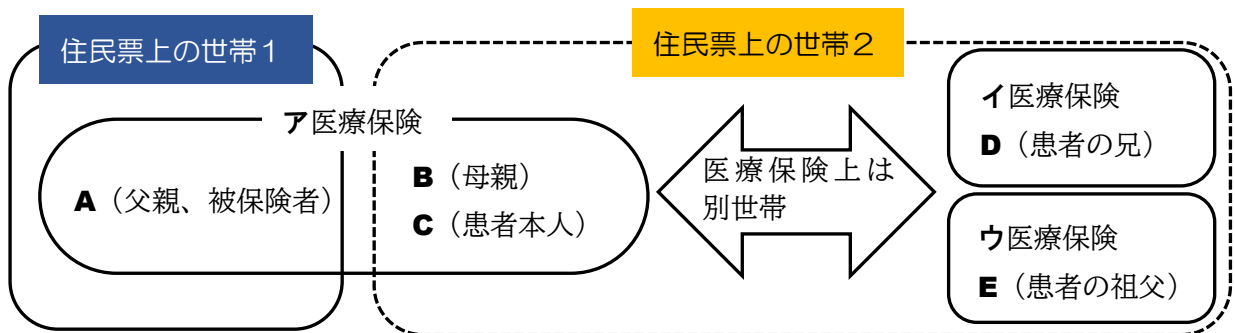 住民票上の世帯１
住民票上の世帯２
ア医療保険
A（父親、被保険者）
B（母親）
C（患者本人）
医療保険上は
別世帯
イ医療保険
D（患者の兄）
ウ医療保険
E（患者の祖父）